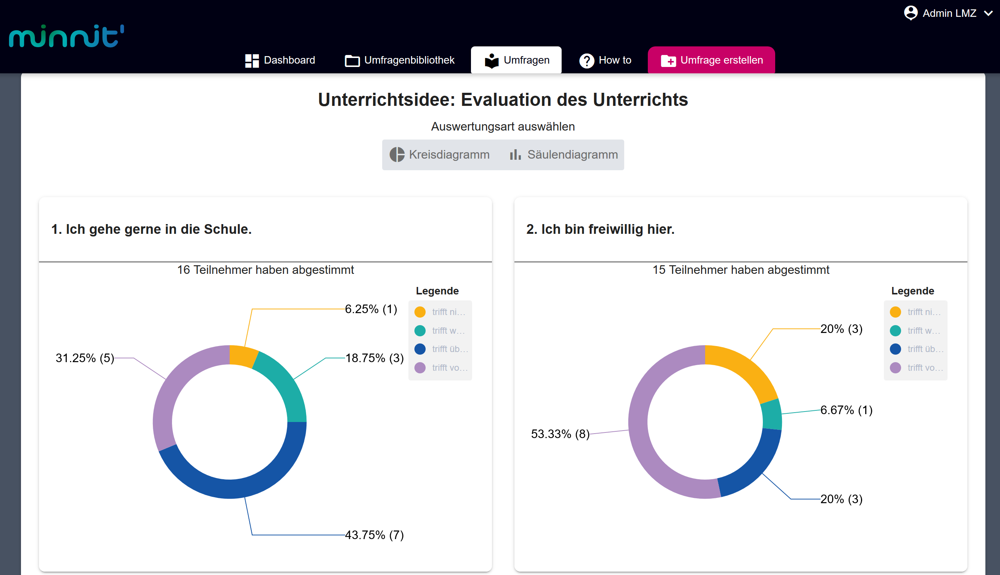 Admin LMZ
minnit'
Dashboard
Umfragenbibliothek
Umfragen
How to
Umfrage erstellen
Unterrichtsidee: Evaluation des Unterrichts
Auswertungsart auswählen
Kreisdiagramm
Säulendiagramm
1. Ich gehe gerne in die Schule.
16 Teilnehmer haben abgestimmt
Legende
trifft ni...
trifft w...
trifft üb...
trifft vo...
6.25% (1)
18.75% (3)
31.25% (5)
43.75% (7)
2. Ich bin freiwillig hier.
15 Teilnehmer haben abgestimmt
Legende
trifft ni...
trifft w...
trifft üb...
trifft vo...
20% (3)
6.67% (1)
53.33% (8)
20% (3)